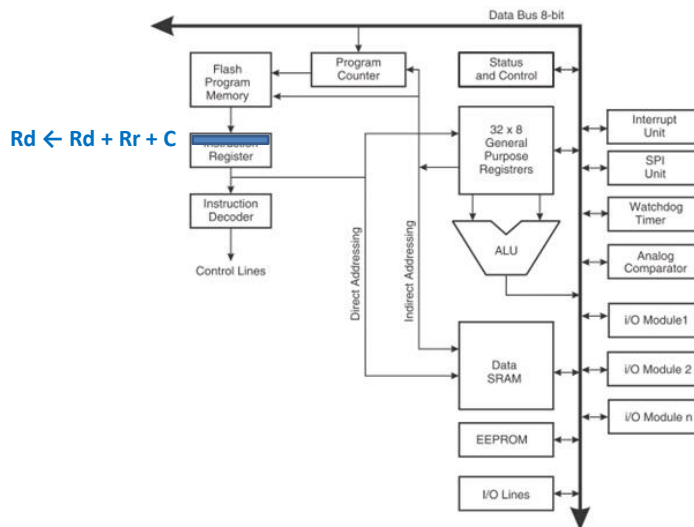 Data Bus 8-bit
Flash
Program
Memory
Program
Counter
Status
and Control
Rd ← Rd + Rr + C
Register
32 x 8
General
Purpose
Registrers
Interrupt
Unit
SPI
Unit
Instruction
Decoder
Watchdog
Timer
ALU
Analog
Comparator
Control Lines
Direct Addressing
Indirect Addressing
i/O Module1
Data
SRAM
i/O Module 2
i/O Module n
EEPROM
I/O Lines